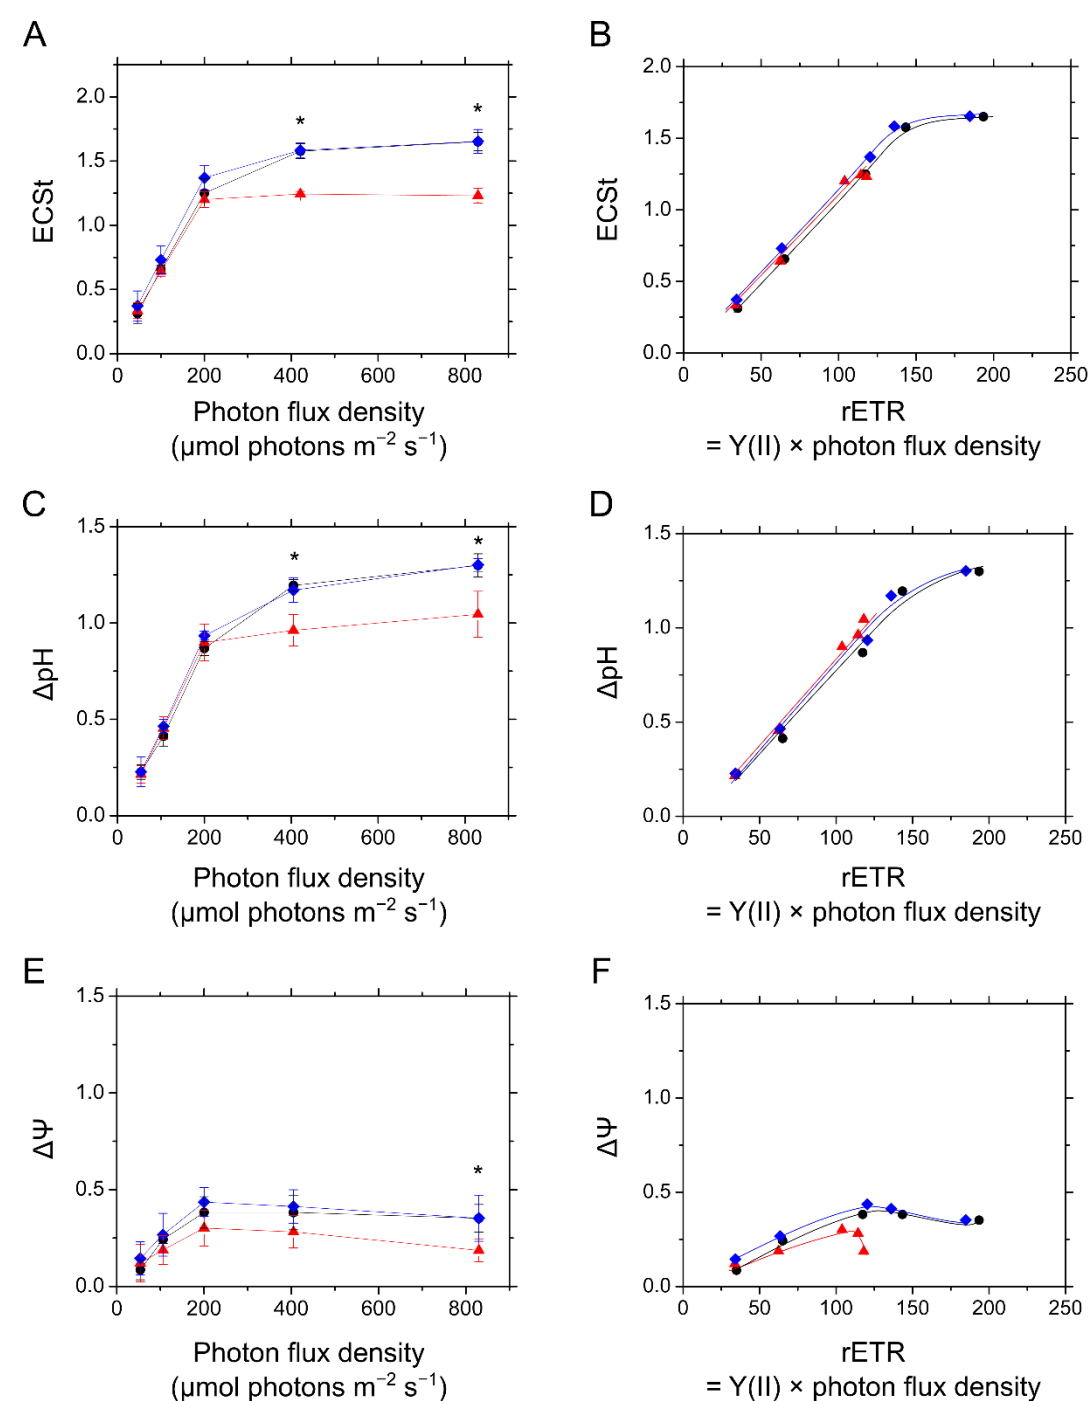 A
B
2.0
1.5
1.0
0.5
0.0
ECSt
*
*
0 200 400 600 800
Photon flux density
(μmol photons m⁻² s⁻¹)
2.0
1.5
1.0
0.5
0.0
ECSt
0 50 100 150 200 250
rETR
= Y(II) × photon flux density
C
D
1.5
1.0
0.5
0.0
ΔpH
*
*
0 200 400 600 800
Photon flux density
(μmol photons m⁻² s⁻¹)
1.5
1.0
0.5
0.0
ΔpH
0 50 100 150 200 250
rETR
= Y(II) × photon flux density
E
F
1.5
1.0
0.5
0.0
ΔΨ
*
0 200 400 600 800
Photon flux density
(μmol photons m⁻² s⁻¹)
1.5
1.0
0.5
0.0
ΔΨ
0 50 100 150 200 250
rETR
= Y(II) × photon flux density